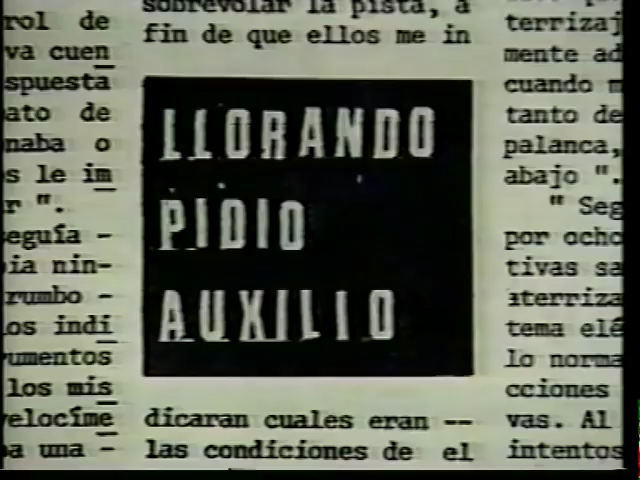 rol de
va cuen
spuesta
ato de
naba o
s le im
r ".
eguía -
ia nin-
rumbo -
os indi
umentos
los mis
velocíme
a una -
sobrevolar la pista, a
fin de que ellos me in
LLORANDO
PIDIO
AUXILIO
dicaran cuales eran --
las condiciones de el
terrizaj
mente ad
cuando m
tanto de
palanca,
abajo ".
" Seg
por ocho
tivas sa
aterriza
tema elé
lo norma
cciones
vas. Al
intentos